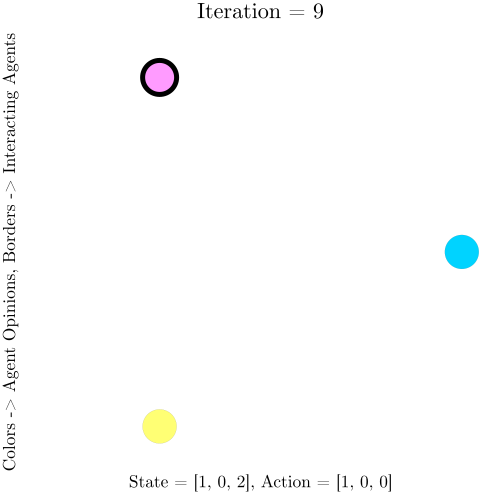 Iteration = 9
Colors -> Agent Opinions, Borders -> Interacting Agents
State = [1, 0, 2], Action = [1, 0, 0]